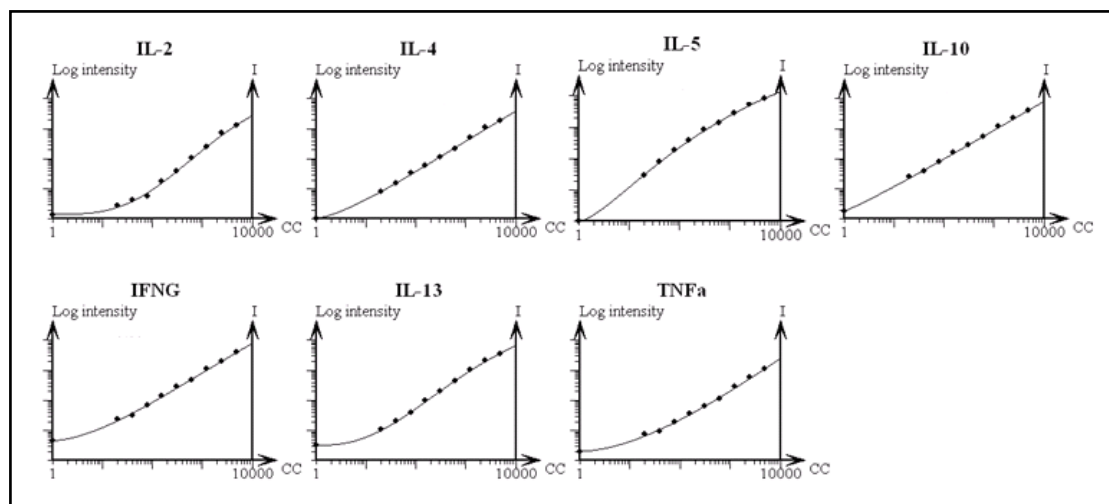 IL-2
Log intensity I
1 10000 CC
IL-4
Log intensity I
1 10000 CC
IL-5
Log intensity I
1 10000 CC
IL-10
Log intensity I
1 10000 CC
IFNG
Log intensity I
1 10000 CC
IL-13
Log intensity I
1 10000 CC
TNFa
Log intensity I
1 10000 CC